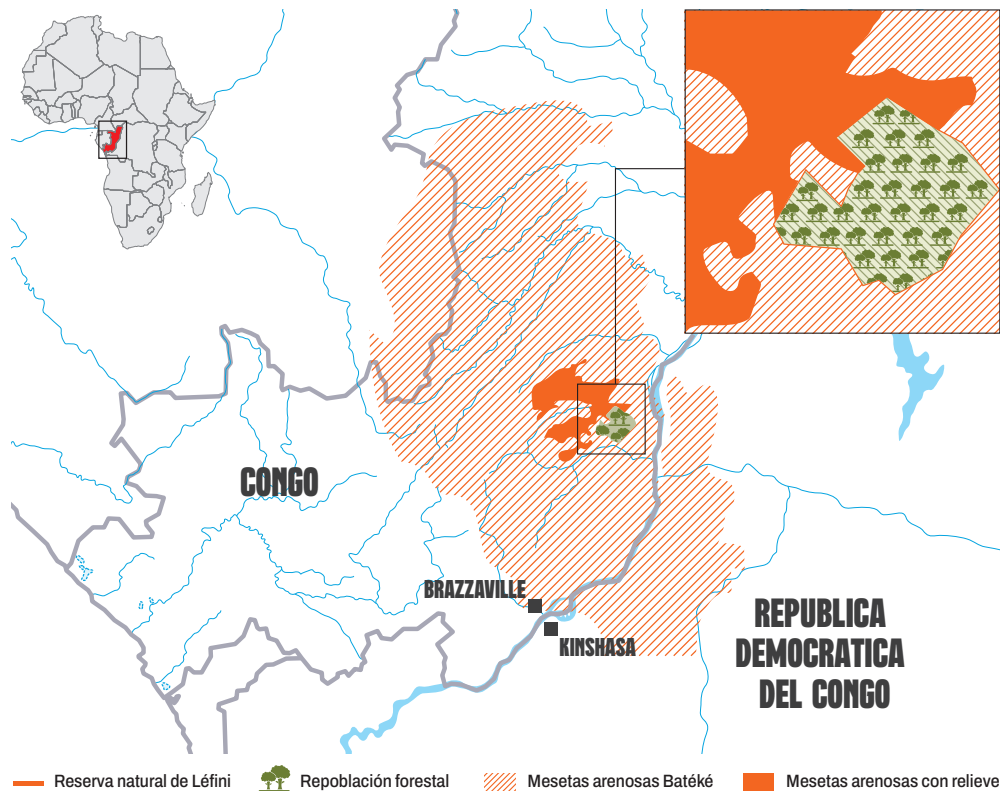 CONGO
BRAZZAVILLE
KINSHASA
REPUBLICA
DEMOCRATICA
DEL CONGO
Reserva natural de Léfini
Repoblación forestal
Mesetas arenosas Batéké
Mesetas arenosas con relieve